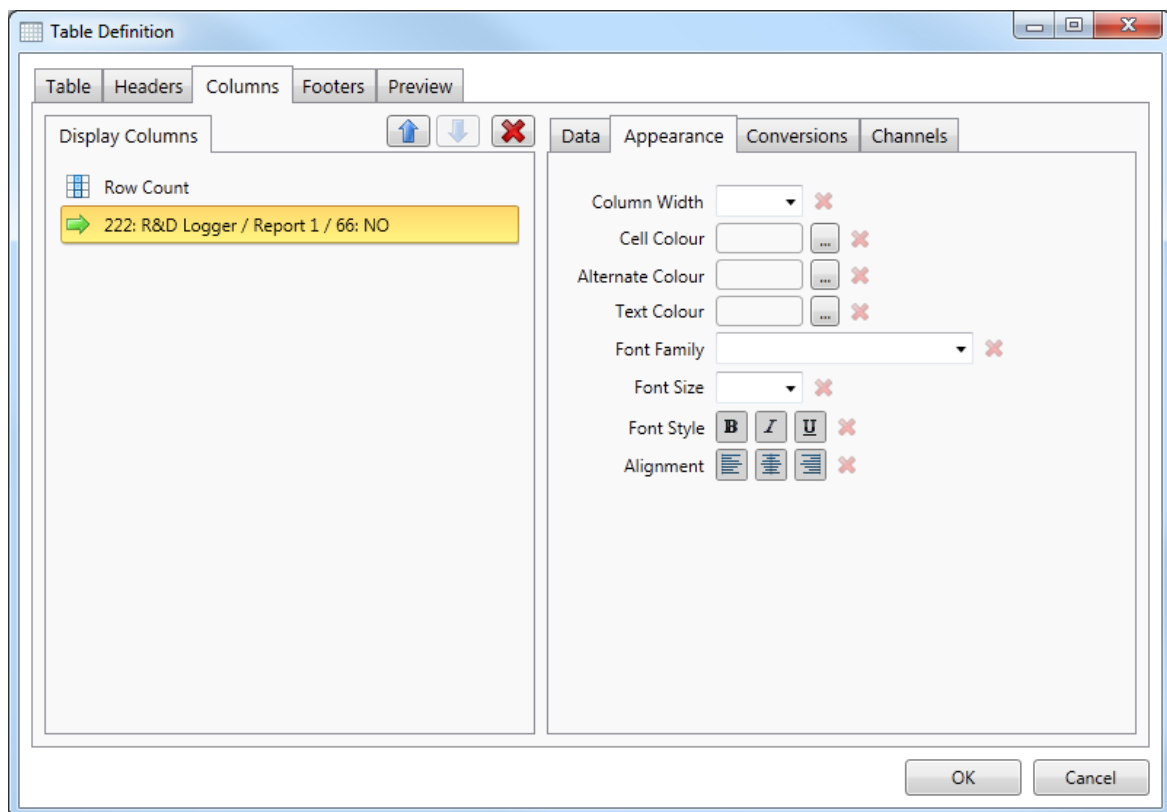 Table Definition
Table Headers Columns Footers Preview
Display Columns
Row Count
222: R&D Logger / Report 1 / 66: NO
Data Appearance Conversions Channels
Column Width
Cell Colour ...
Alternate Colour ...
Text Colour ...
Font Family
Font Size
Font Style B I U
Alignment
OK Cancel